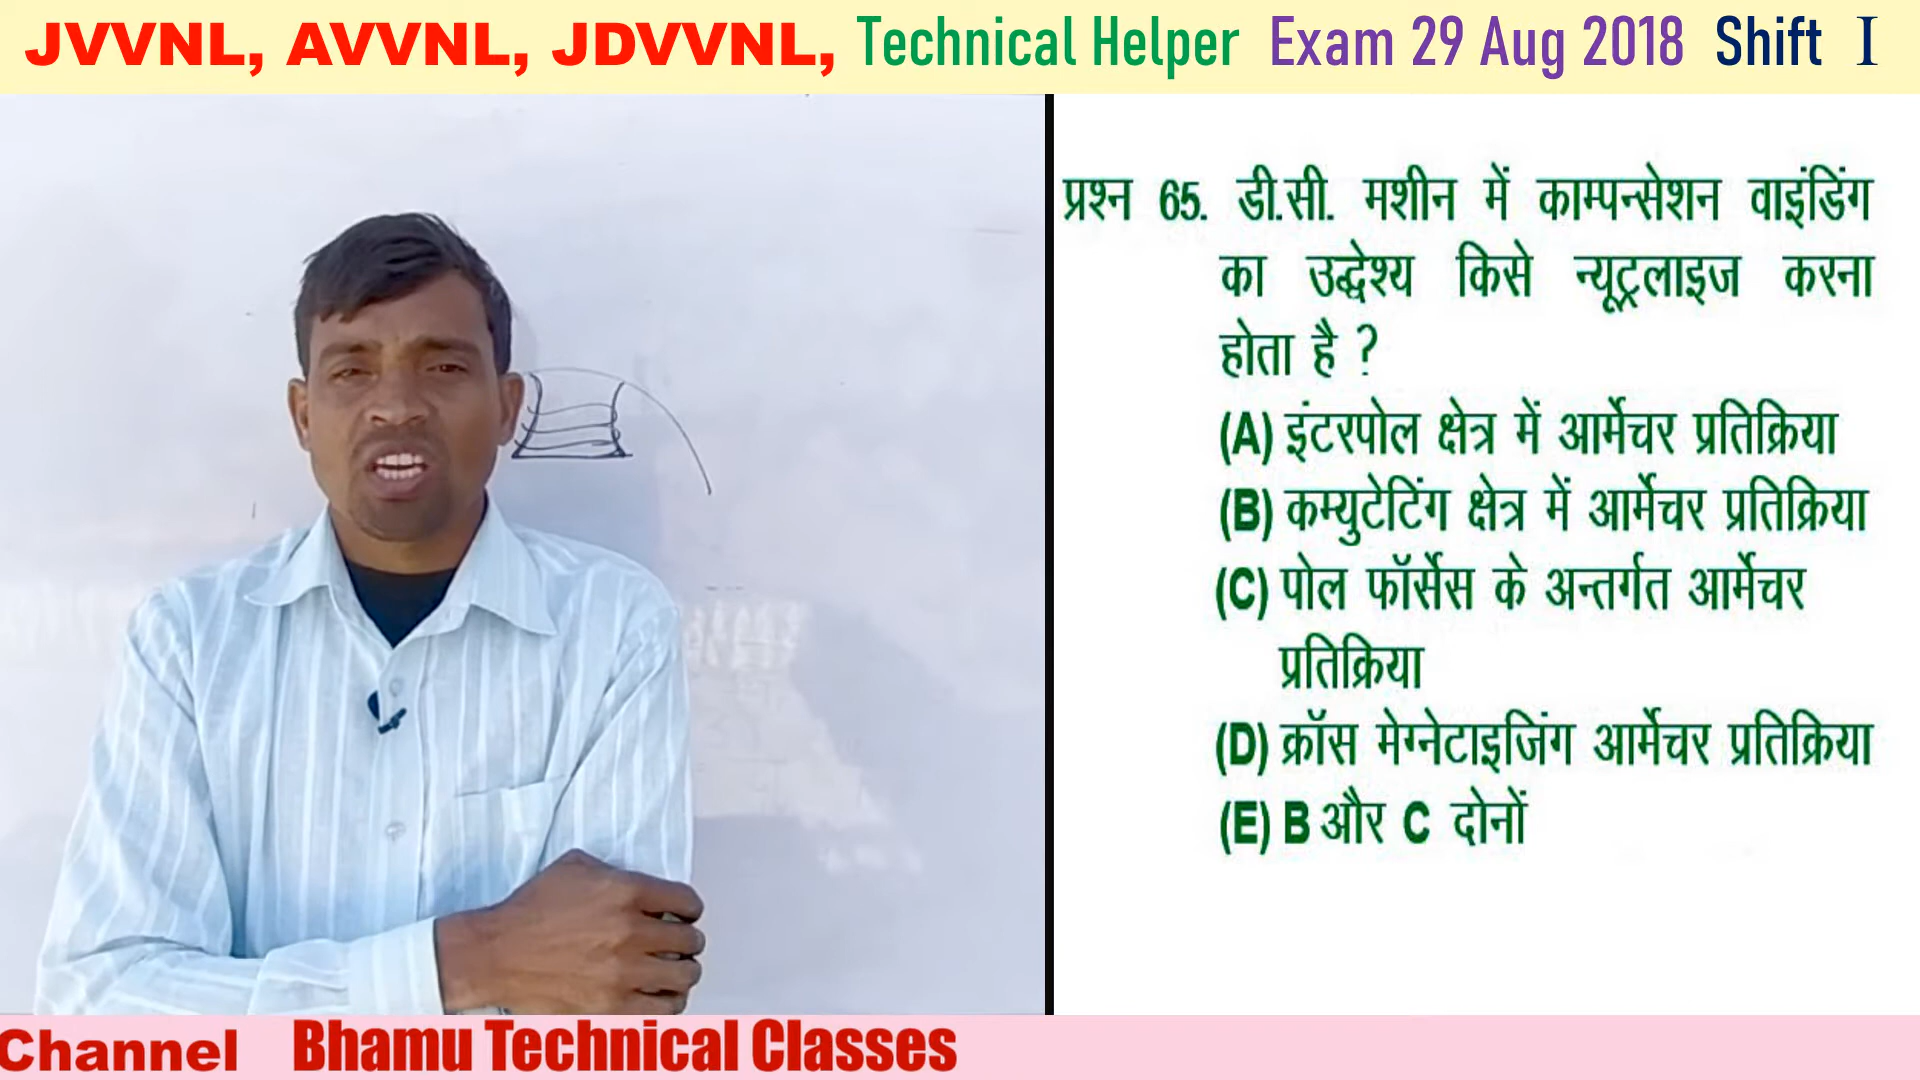 JVVNL, AVVNL, JDVVNL, Technical Helper Exam 29 Aug 2018 Shift I
प्रश्न 65. डी.सी. मशीन में काम्पन्सेशन वाइंडिंग
का उद्धेश्य किसे न्यूट्रलाइज करना
होता है ?
(A) इंटरपोल क्षेत्र में आर्मेचर प्रतिक्रिया
(B) कम्युटेटिंग क्षेत्र में आर्मेचर प्रतिक्रिया
(C) पोल फॉर्सेस के अन्तर्गत आर्मेचर
प्रतिक्रिया
(D) क्रॉस मेग्नेटाइजिंग आर्मेचर प्रतिक्रिया
(E) B और C दोनों
Channel Bhamu Technical Classes